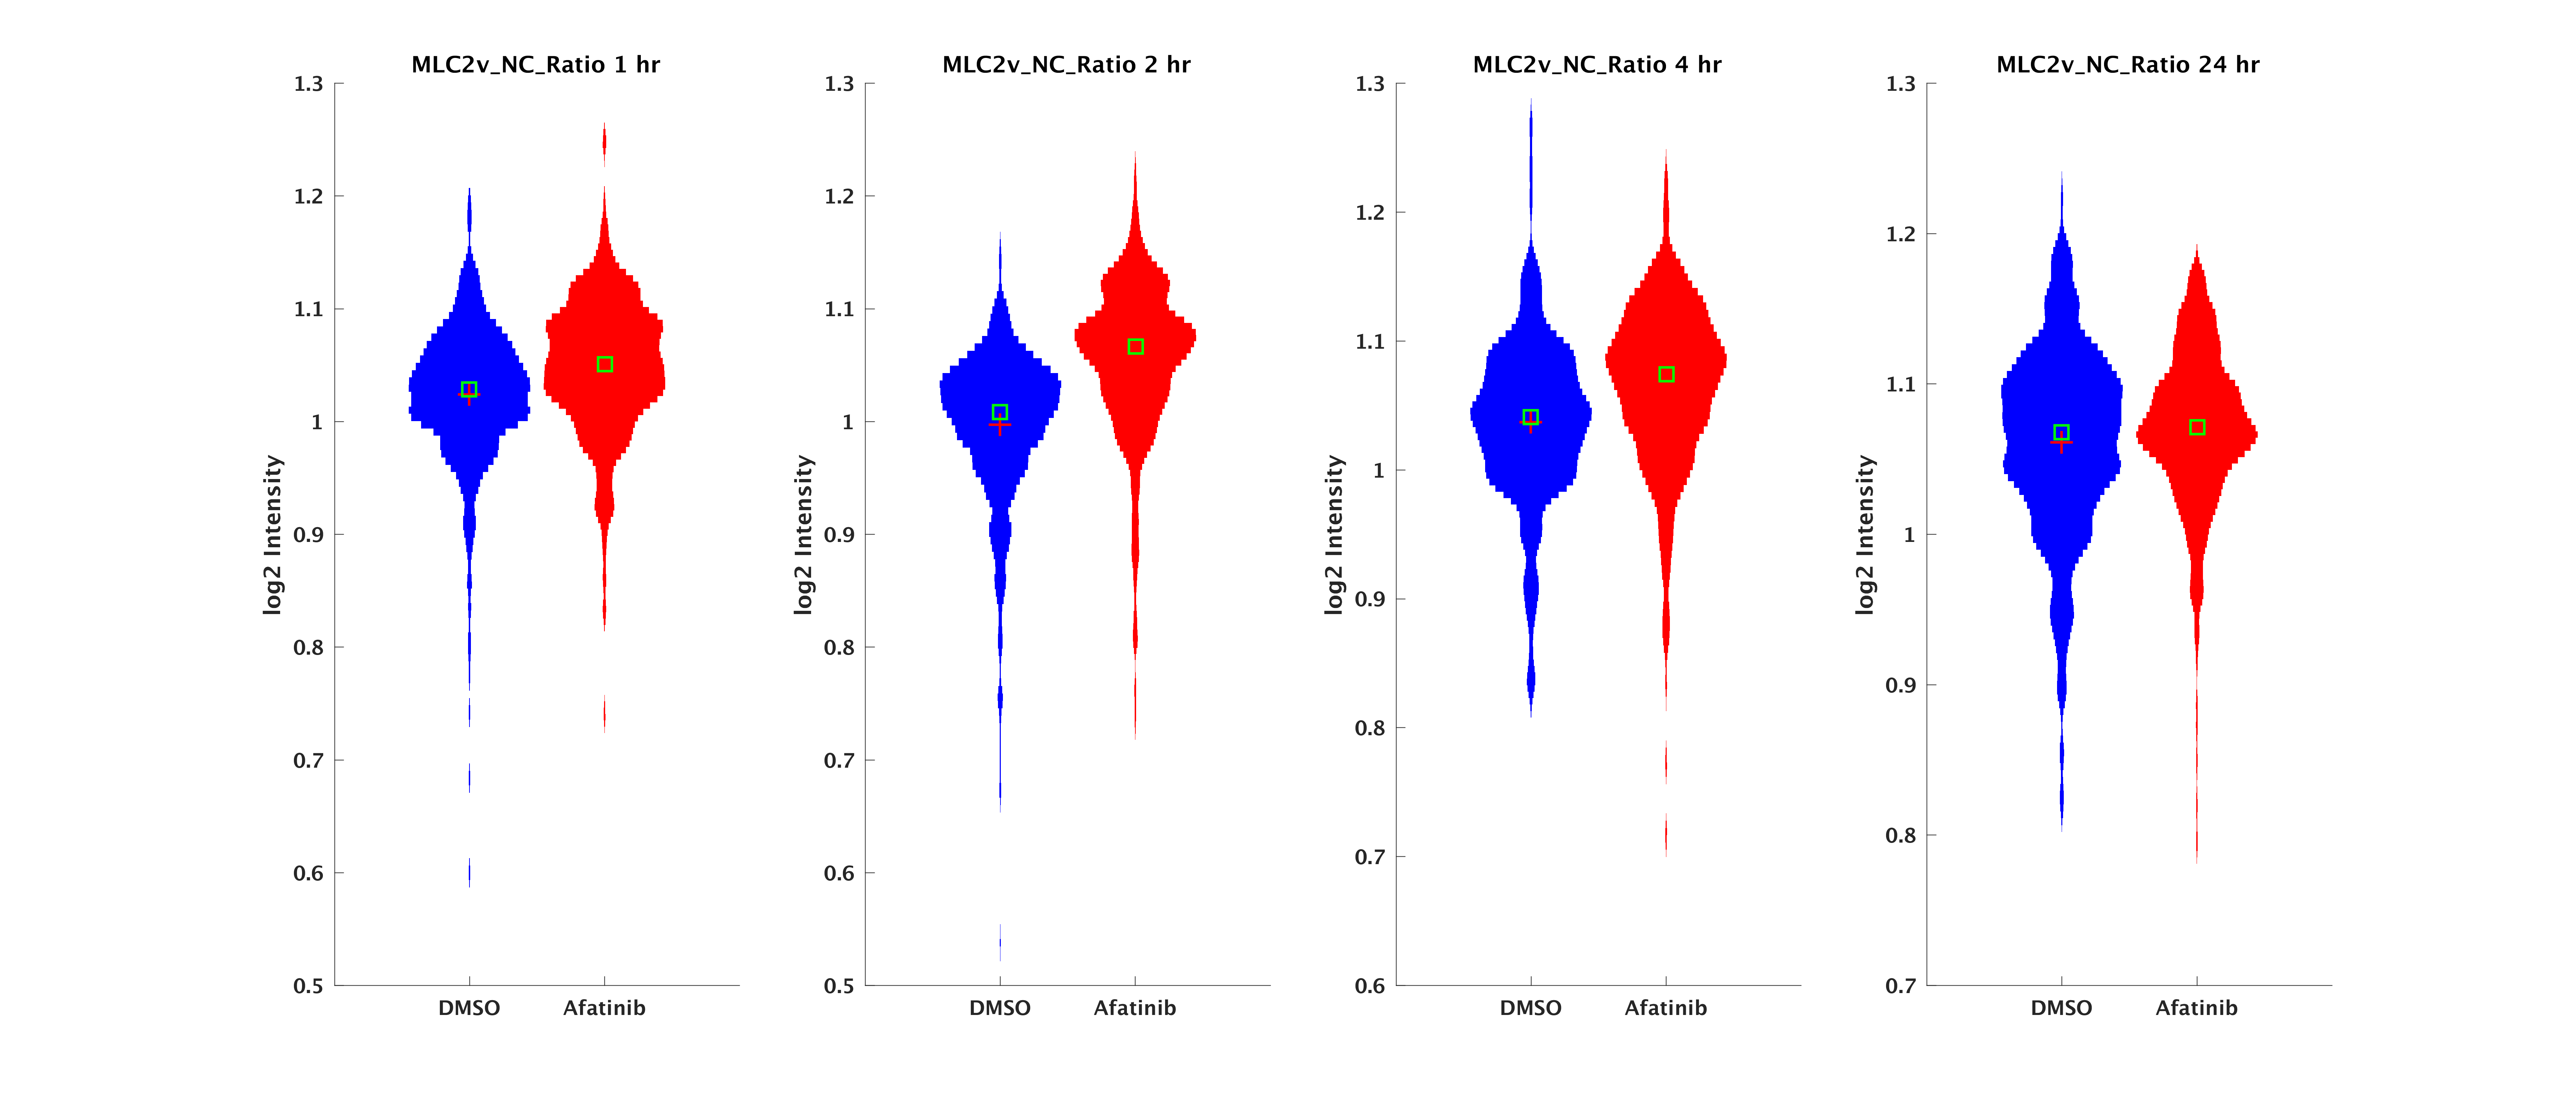 MLC2v_NC_Ratio 1 hr
1.3
1.2
1.1
1
0.9
0.8
0.7
0.6
0.5
log2 Intensity
DMSO Afatinib
MLC2v_NC_Ratio 2 hr
1.3
1.2
1.1
1
0.9
0.8
0.7
0.6
0.5
log2 Intensity
DMSO Afatinib
MLC2v_NC_Ratio 4 hr
1.3
1.2
1.1
1
0.9
0.8
0.7
0.6
log2 Intensity
DMSO Afatinib
MLC2v_NC_Ratio 24 hr
1.3
1.2
1.1
1
0.9
0.8
0.7
log2 Intensity
DMSO Afatinib